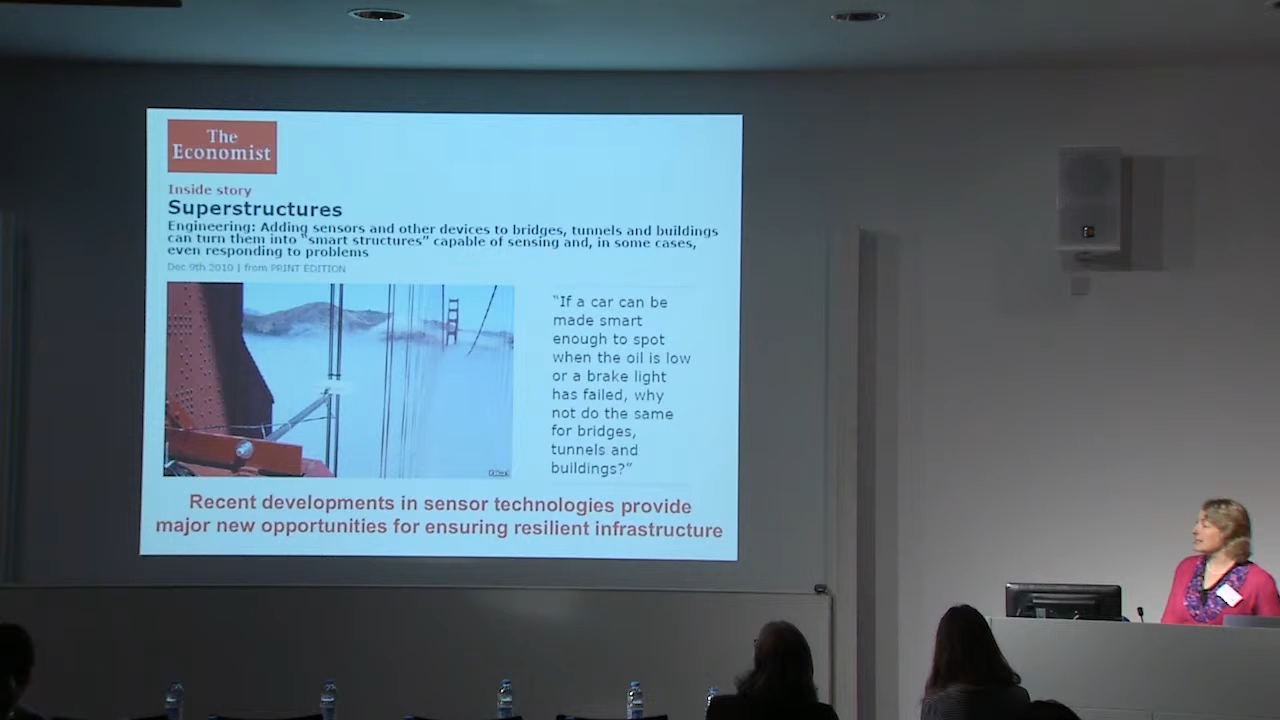 The
Economist
Inside story
Superstructures
Engineering: Adding sensors and other devices to bridges, tunnels and buildings
can turn them into "smart structures" capable of sensing and, in some cases,
even responding to problems
Dec 9th 2010 | from PRINT EDITION
"If a car can be
made smart
enough to spot
when the oil is low
or a brake light
has failed, why
not do the same
for bridges,
tunnels and
buildings?"
Recent developments in sensor technologies provide
major new opportunities for ensuring resilient infrastructure